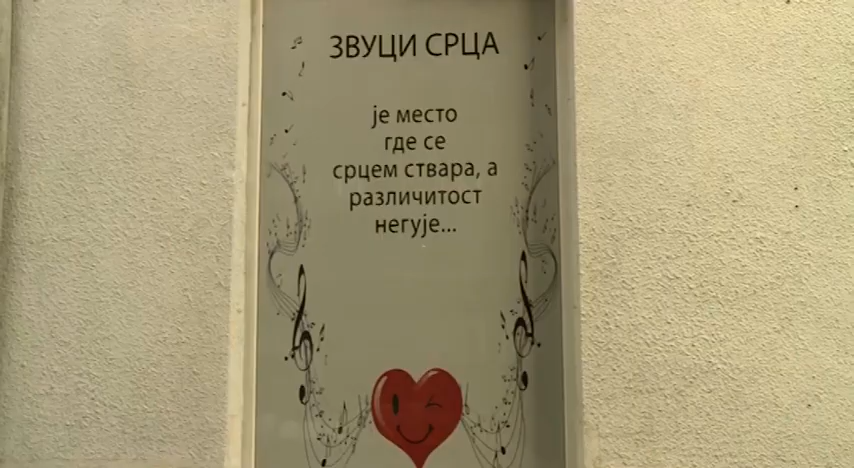 ЗВУЦИ СРЦА
је место
где се
срцем ствара, а
различитост
негује...